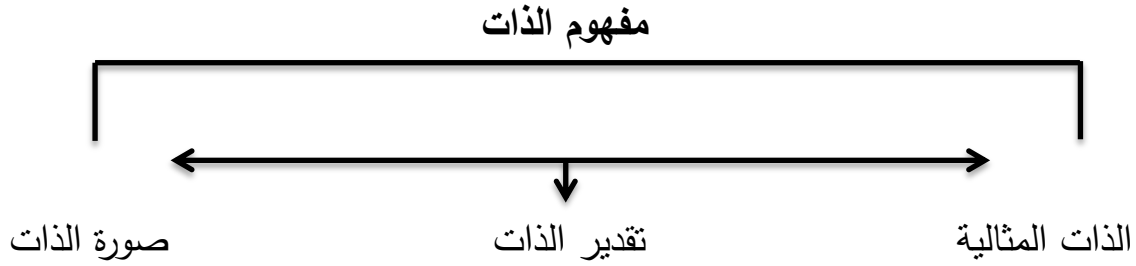 مفهوم الذات
الذات المثالية
تقدير الذات
صورة الذات